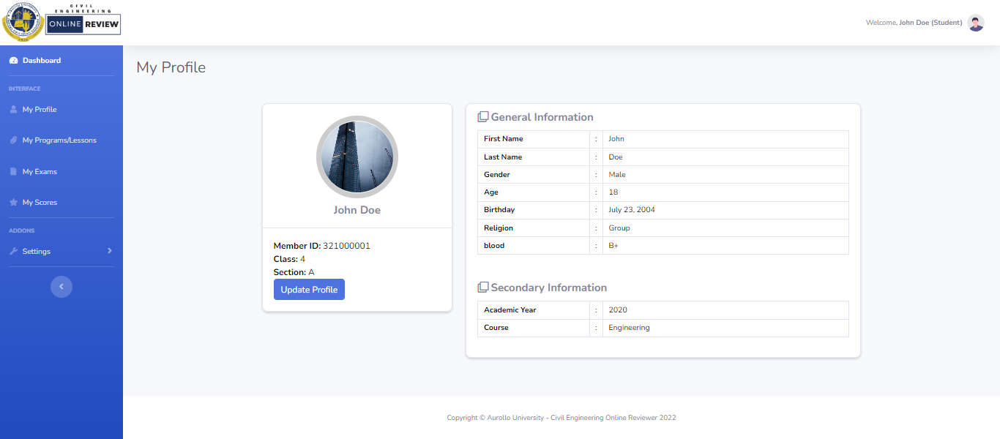 CIVIL
ENGINEERING
ONLINE REVIEW
Welcome, John Doe (Student)
Dashboard
INTERFACE
My Profile
My Programs/Lessons
My Exams
My Scores
ADDONS
Settings
My Profile
John Doe
Member ID: 321000001
Class: 4
Section: A
Update Profile
General Information
First Name : John
Last Name : Doe
Gender : Male
Age : 18
Birthday : July 23, 2004
Religion : Group
blood : B+
Secondary Information
Academic Year : 2020
Course : Engineering
Copyright © Aurollo University - Civil Engineering Online Reviewer 2022